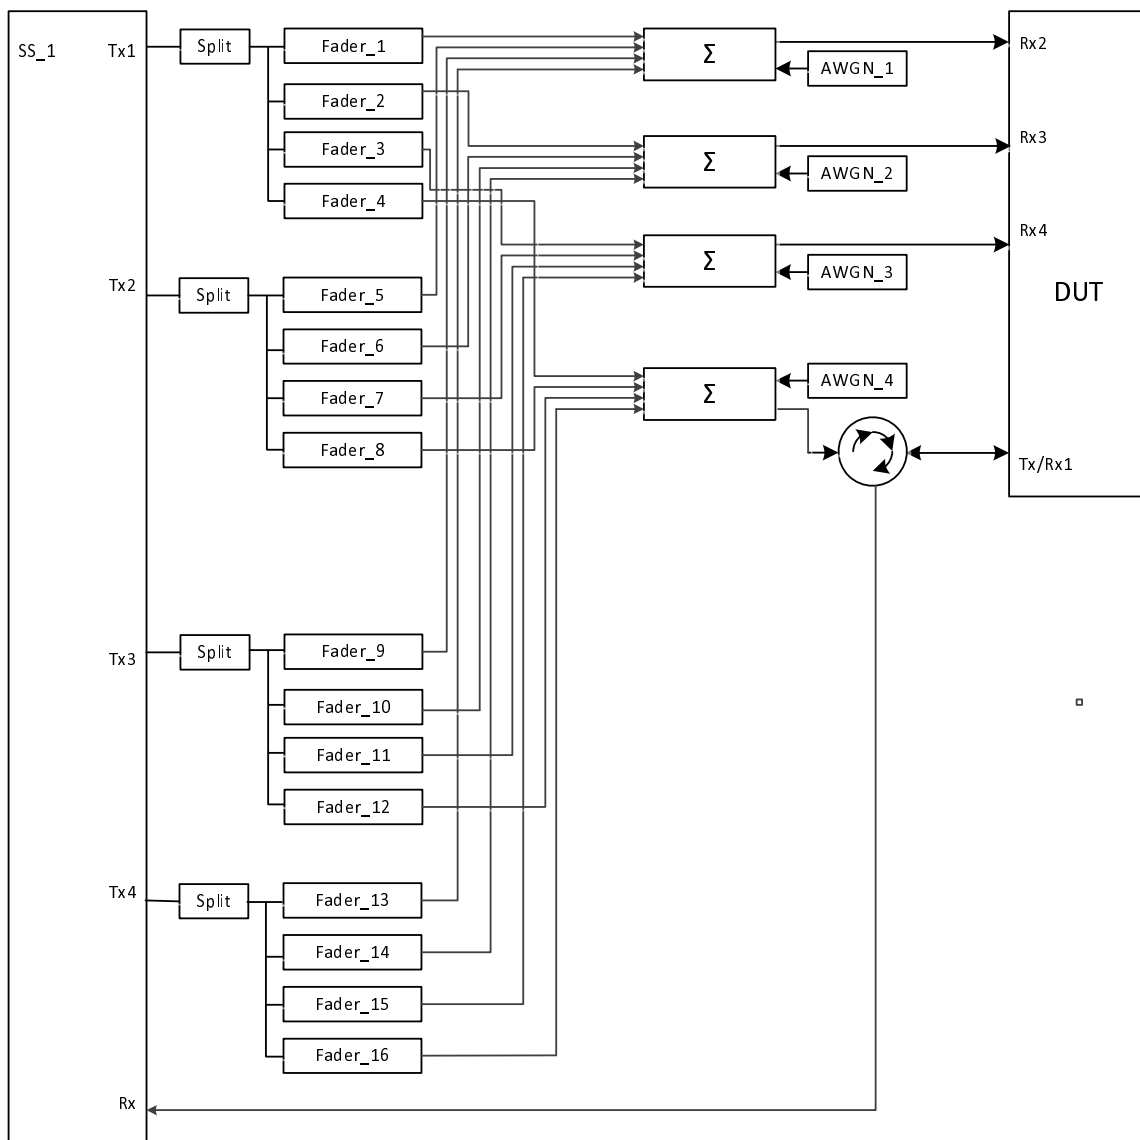 SS_1
Tx1
Split
Fader_1
Σ
Rx2
AWGN_1
Fader_2
Fader_3
Fader_4
Σ
Rx3
AWGN_2
Σ
Rx4
AWGN_3
DUT
Tx2
Split
Fader_5
Fader_6
Fader_7
Fader_8
Σ
AWGN_4
Tx/Rx1
Tx3
Split
Fader_9
Fader_10
Fader_11
Fader_12
Tx4
Split
Fader_13
Fader_14
Fader_15
Fader_16
Rx